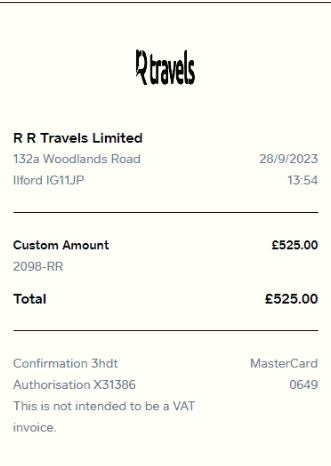 R travels
R R Travels Limited
132a Woodlands Road 28/9/2023
Ilford IG11JP 13:54
Custom Amount £525.00
2098-RR
Total £525.00
Confirmation 3hdt MasterCard
Authorisation X31386 0649
This is not intended to be a VAT
invoice.